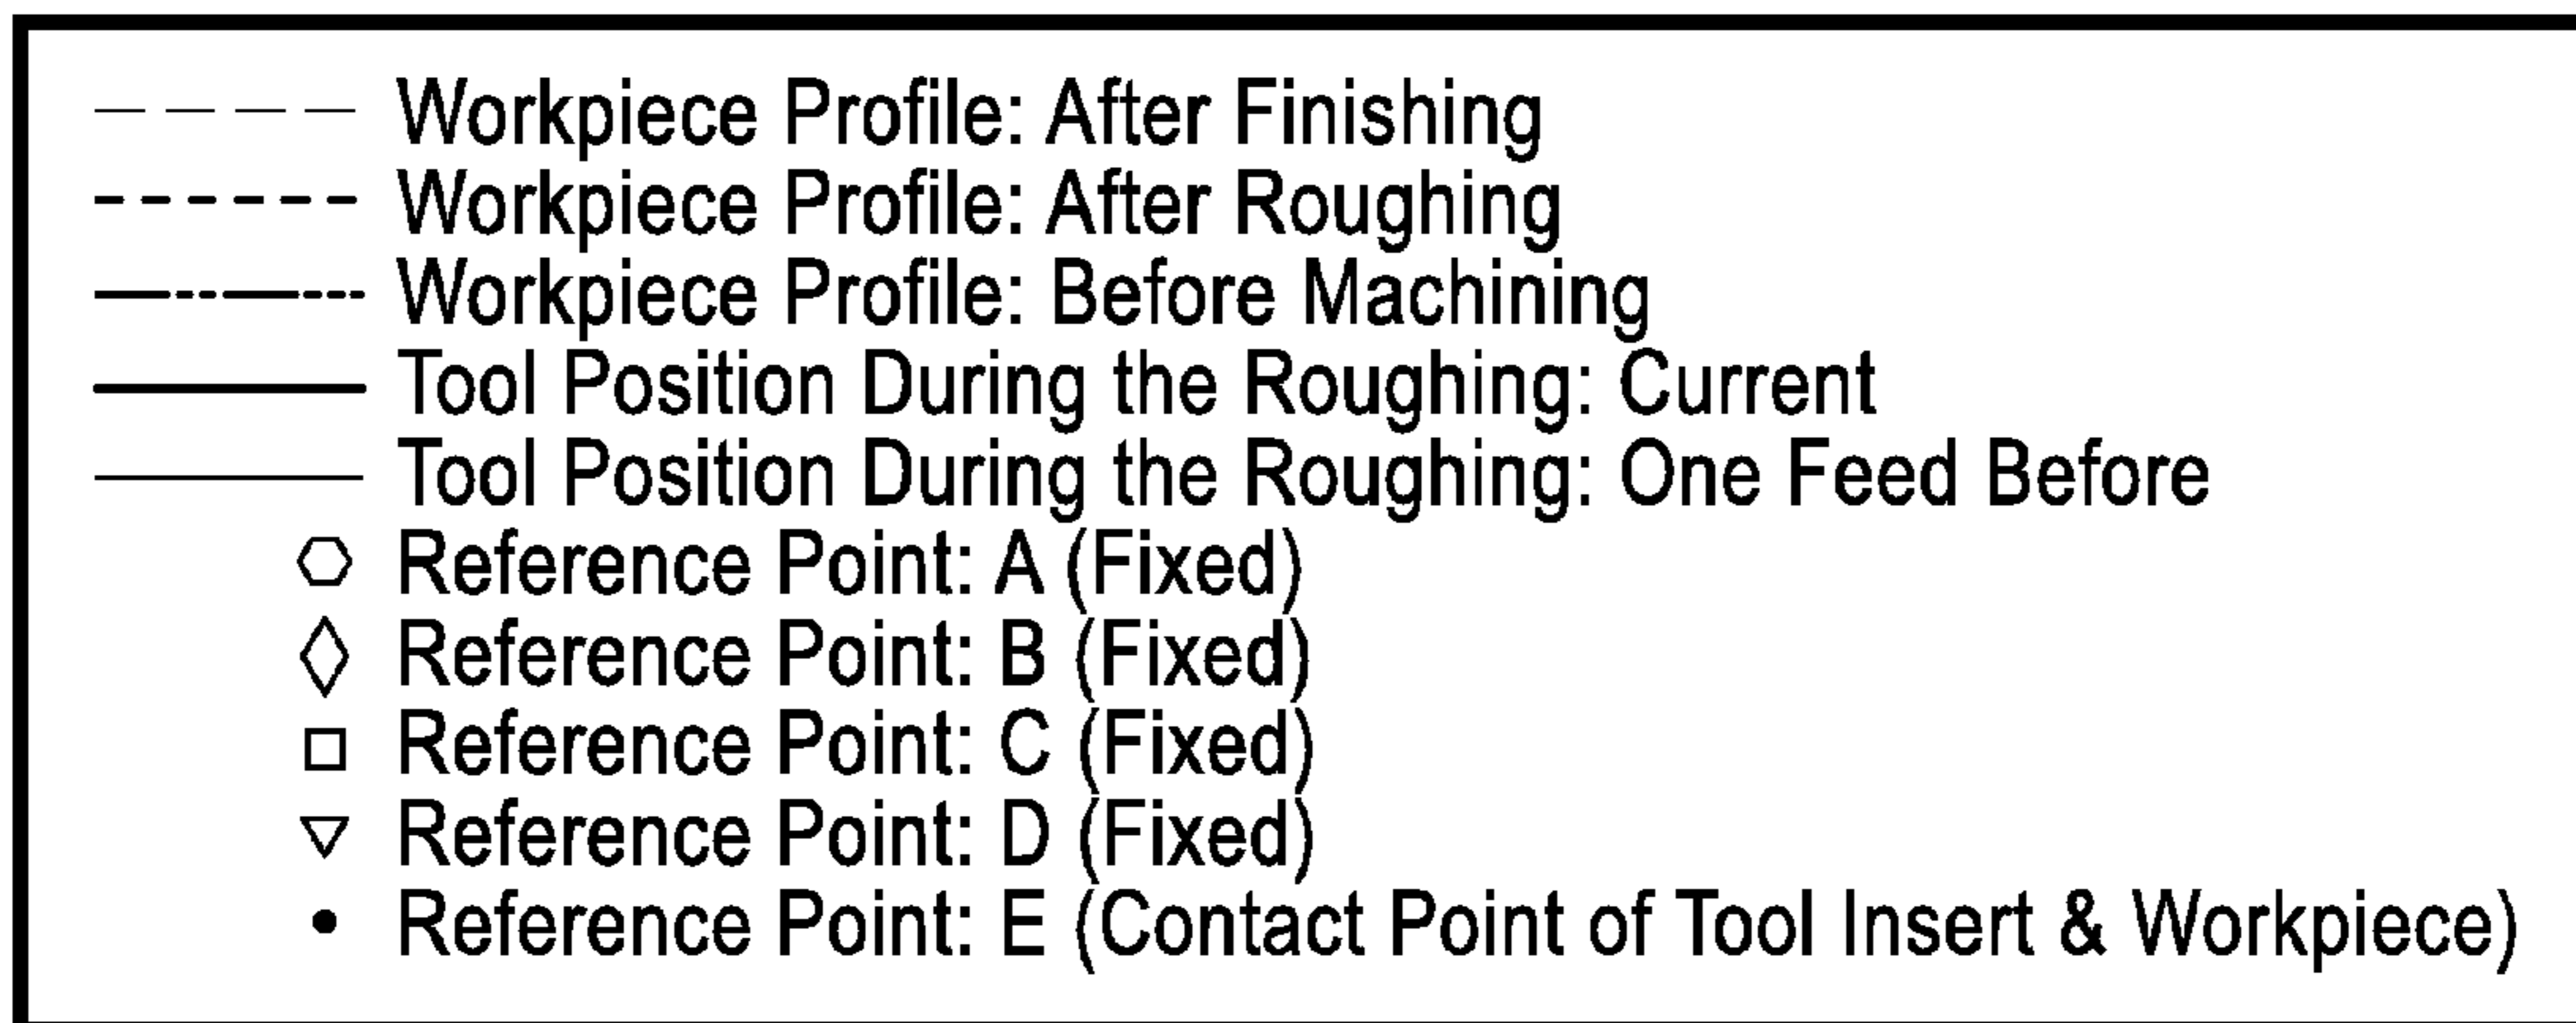 Workpiece Profile: After Finishing
Workpiece Profile: After Roughing
Workpiece Profile: Before Machining
Tool Position During the Roughing: Current
Tool Position During the Roughing: One Feed Before
Reference Point: A (Fixed)
Reference Point: B (Fixed)
Reference Point: C (Fixed)
Reference Point: D (Fixed)
Reference Point: E (Contact Point of Tool Insert & Workpiece)